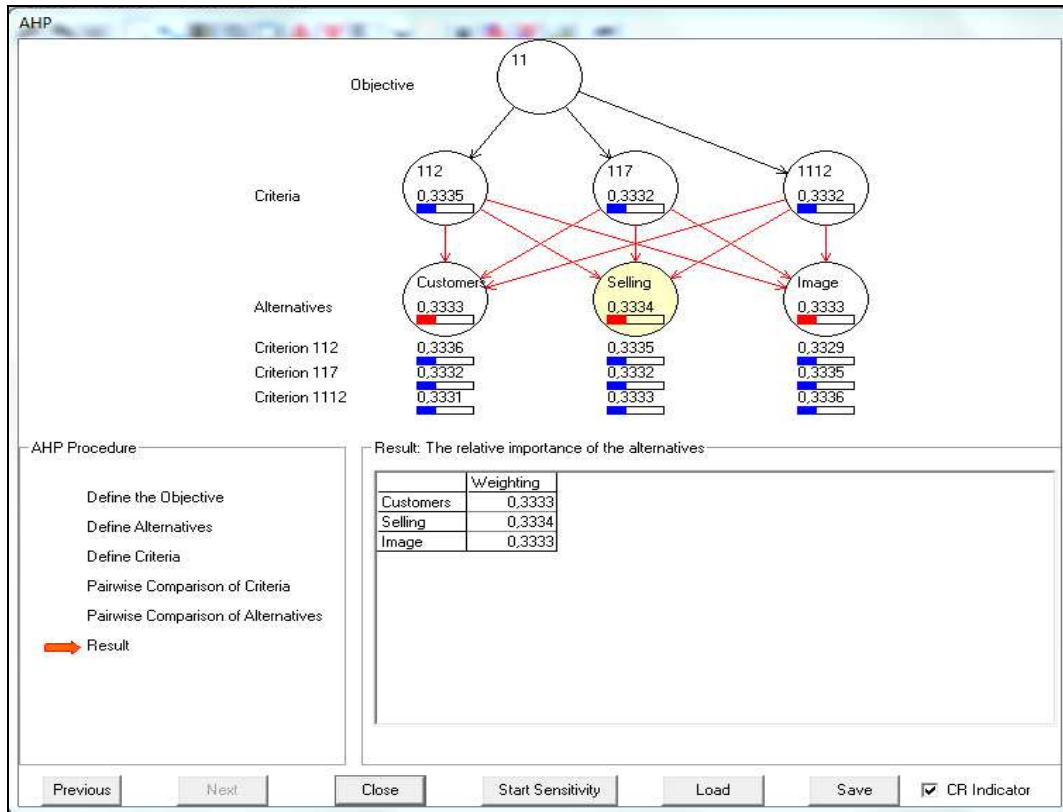 AHP
11
Objective
112 117 1112
Criteria 0,3335 0,3332 0,3332
Customers Selling Image
Alternatives 0,3333 0,3334 0,3333
Criterion 112 0,3336 0,3335 0,3329
Criterion 117 0,3332 0,3332 0,3335
Criterion 1112 0,3331 0,3333 0,3336
AHP Procedure
Define the Objective
Define Alternatives
Define Criteria
Pairwise Comparison of Criteria
Pairwise Comparison of Alternatives
Result
Result: The relative importance of the alternatives
Weighting
Customers 0,3333
Selling 0,3334
Image 0,3333
Previous Next Close Start Sensitivity Load Save CR Indicator